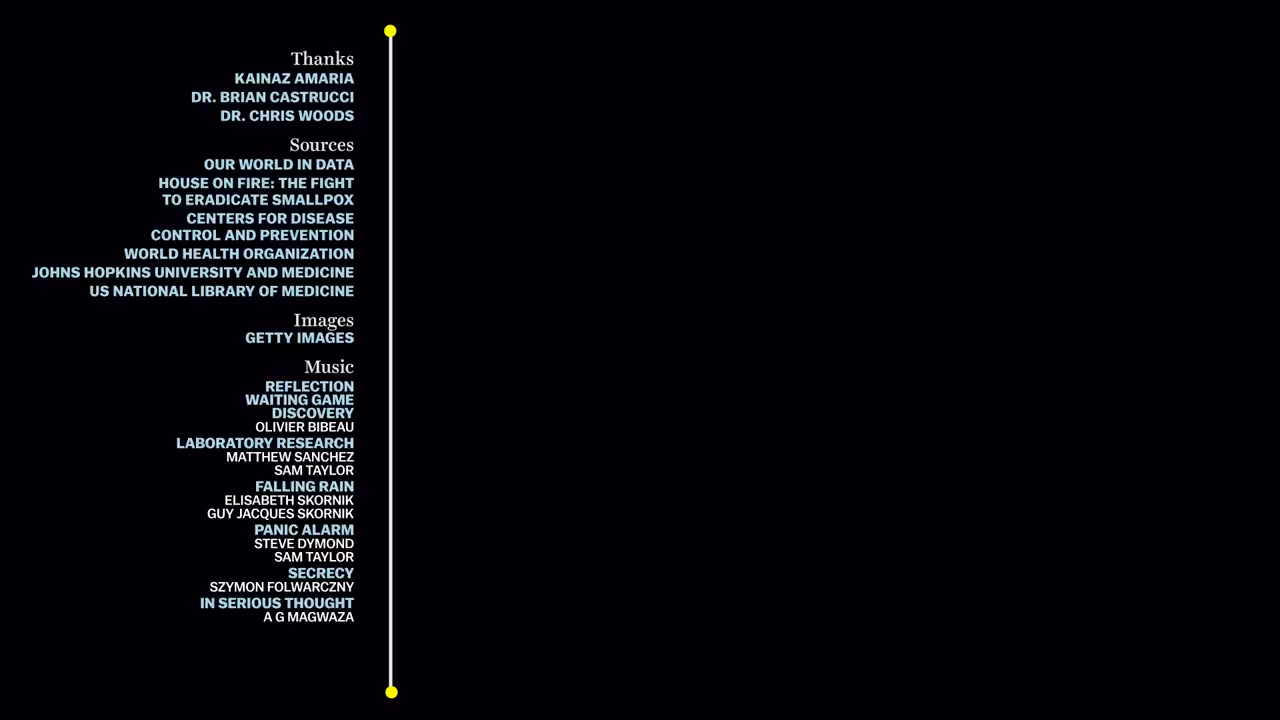 Thanks
KAINAZ AMARIA
DR. BRIAN CASTRUCCI
DR. CHRIS WOODS
Sources
OUR WORLD IN DATA
HOUSE ON FIRE: THE FIGHT
TO ERADICATE SMALLPOX
CENTERS FOR DISEASE
CONTROL AND PREVENTION
WORLD HEALTH ORGANIZATION
JOHNS HOPKINS UNIVERSITY AND MEDICINE
US NATIONAL LIBRARY OF MEDICINE
Images
GETTY IMAGES
Music
REFLECTION
WAITING GAME
DISCOVERY
OLIVIER BIBEAU
LABORATORY RESEARCH
MATTHEW SANCHEZ
SAM TAYLOR
FALLING RAIN
ELISABETH SKORNIK
GUY JACQUES SKORNIK
PANIC ALARM
STEVE DYMOND
SAM TAYLOR
SECRECY
SZYMON FOLWARCZNY
IN SERIOUS THOUGHT
A G MAGWAZA